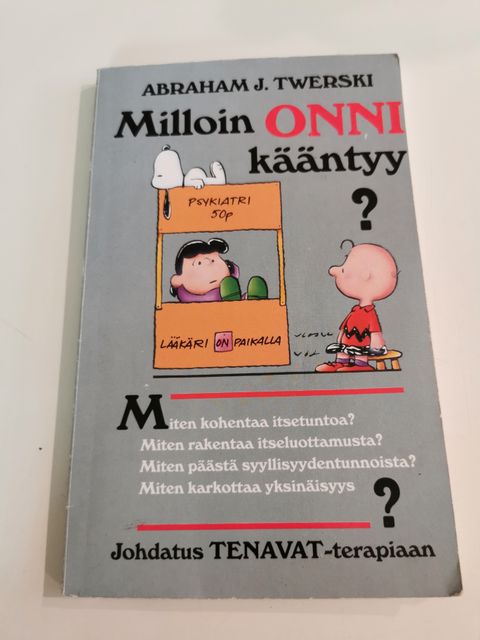 ABRAHAM J. TWERSKI
Milloin ONNI
kääntyy
?
PSYKIATRI
50p
LÄÄKÄRI ON PAIKALLA
Miten kohentaa itsetuntoa?
Miten rakentaa itseluottamusta?
Miten päästä syyllisyydentunnoista?
Miten karkottaa yksinäisyys
?
Johdatus TENAVAT-terapiaan